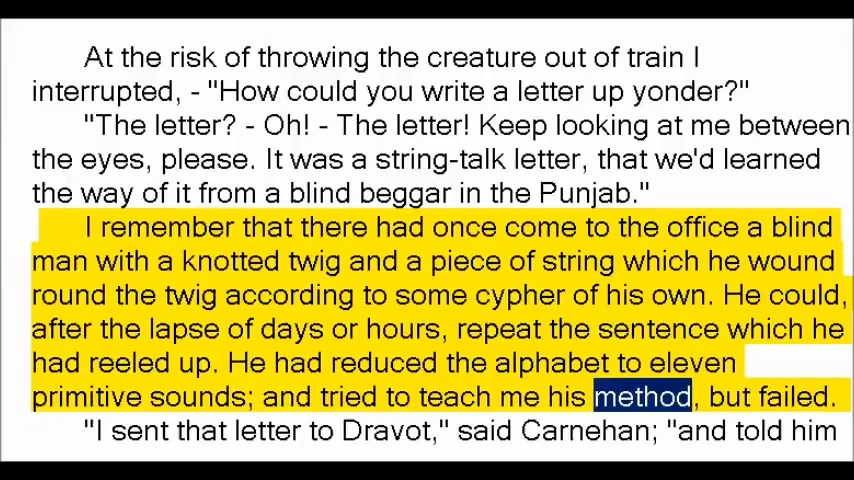 At the risk of throwing the creature out of train I
interrupted, - "How could you write a letter up yonder?"
"The letter? - Oh! - The letter! Keep looking at me between
the eyes, please. It was a string-talk letter, that we'd learned
the way of it from a blind beggar in the Punjab."
I remember that there had once come to the office a blind
man with a knotted twig and a piece of string which he wound
round the twig according to some cypher of his own. He could,
after the lapse of days or hours, repeat the sentence which he
had reeled up. He had reduced the alphabet to eleven
primitive sounds; and tried to teach me his method, but failed.
"I sent that letter to Dravot," said Carnehan; "and told him